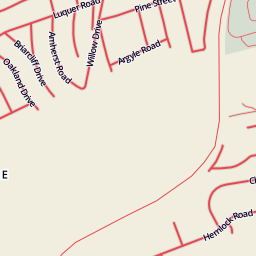 Luquer Road
Pine Street
Briarcliff Drive
Amherst Road
Willow Drive
Argyle Road
Oakland Drive
E
Hemlock Road